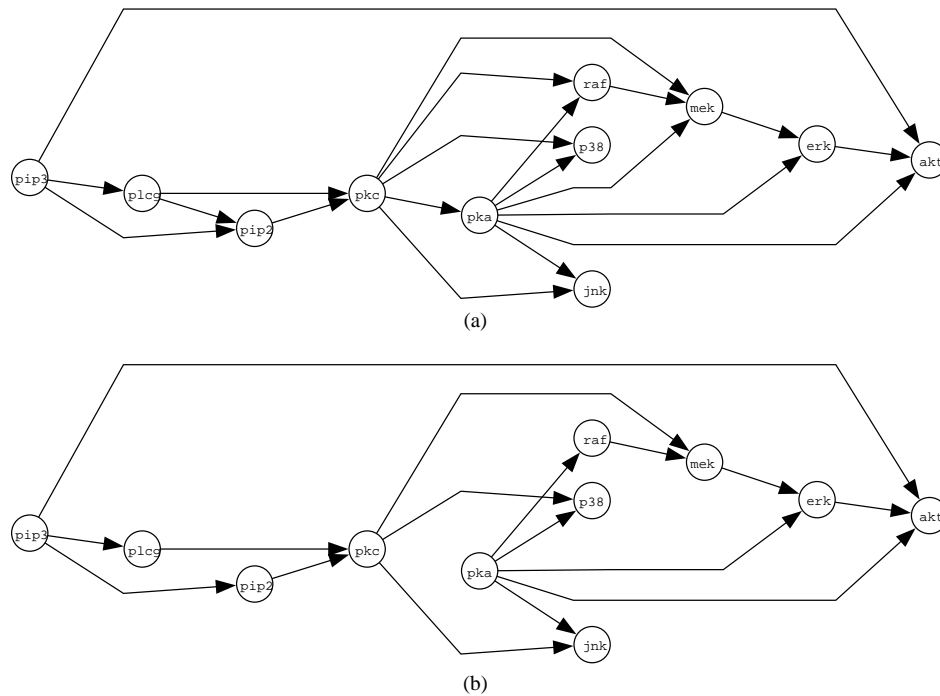 raf
mek
p38
erk
akt
pip3
plcg
pkc
pka
pip2
jnk
(a)
raf
mek
p38
erk
akt
pip3
plcg
pkc
pka
pip2
jnk
(b)